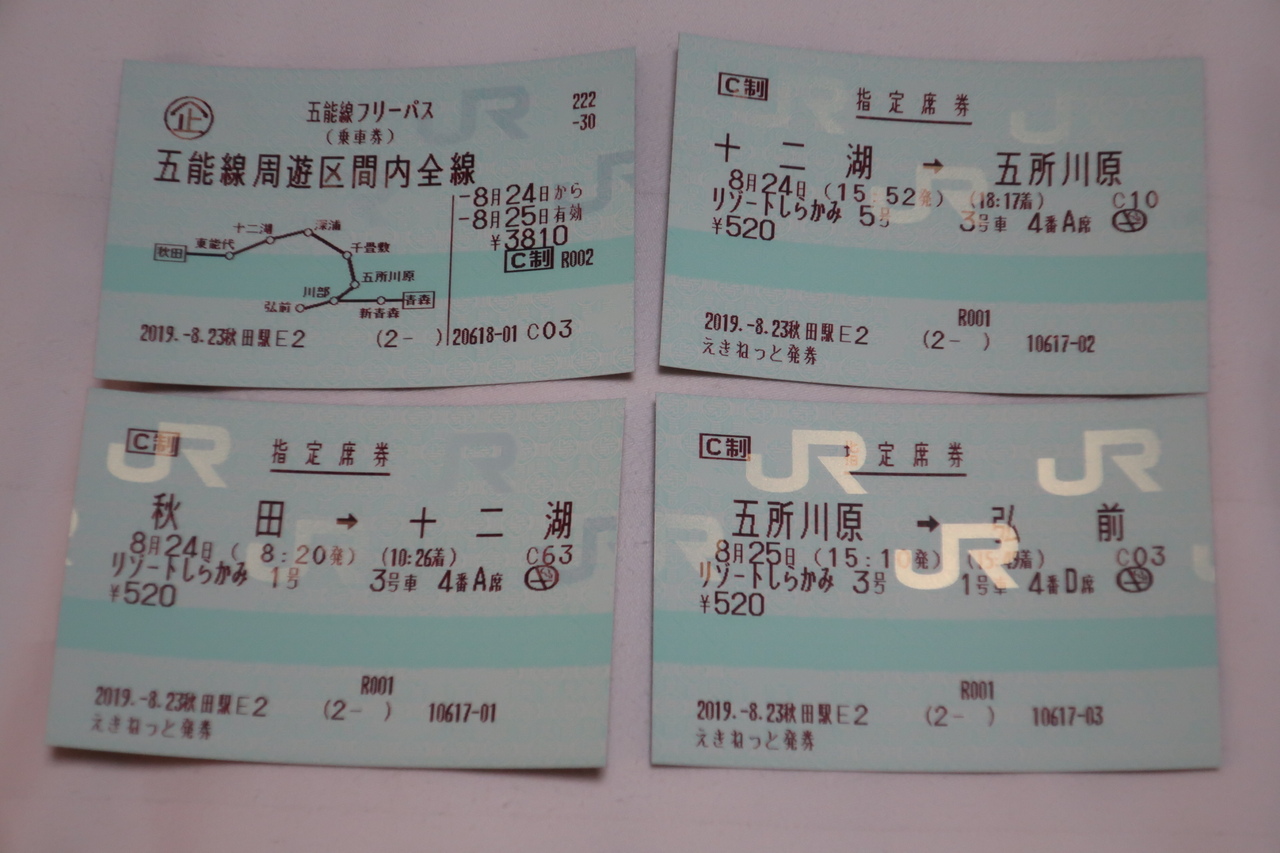 企
五能線フリーパス
222
-30
(乗車券)
五能線周遊区間内全線
-8月24日から
-8月25日有効
¥3810
C制 R002
秋田
東能代
十二湖
深浦
千畳敷
五所川原
川部
弘前
新青森
青森
2019.-8.23秋田駅E2 (2- ) 20618-01 C03
C制
指定席券
十二湖 → 五所川原
8月24日 (15:52発) (18:17着) C10
リゾートしらかみ 5号 3号車 4番A席
¥520
R001
2019.-8.23秋田駅E2 (2- ) 10617-02
えきねっと発券
C制
指定席券
秋田 → 十二湖
8月24日 ( 8:20発) (10:26着) C63
リゾートしらかみ 1号 3号車 4番A席
¥520
R001
2019.-8.23秋田駅E2 (2- ) 10617-01
えきねっと発券
C制
指定席券
五所川原 → 弘前
8月25日 (15:10発) C03
リゾートしらかみ 3号 1号車 4番D席
¥520
R001
2019.-8.23秋田駅E2 (2- ) 10617-03
えきねっと発券
JR
JR
JR
JR
JR